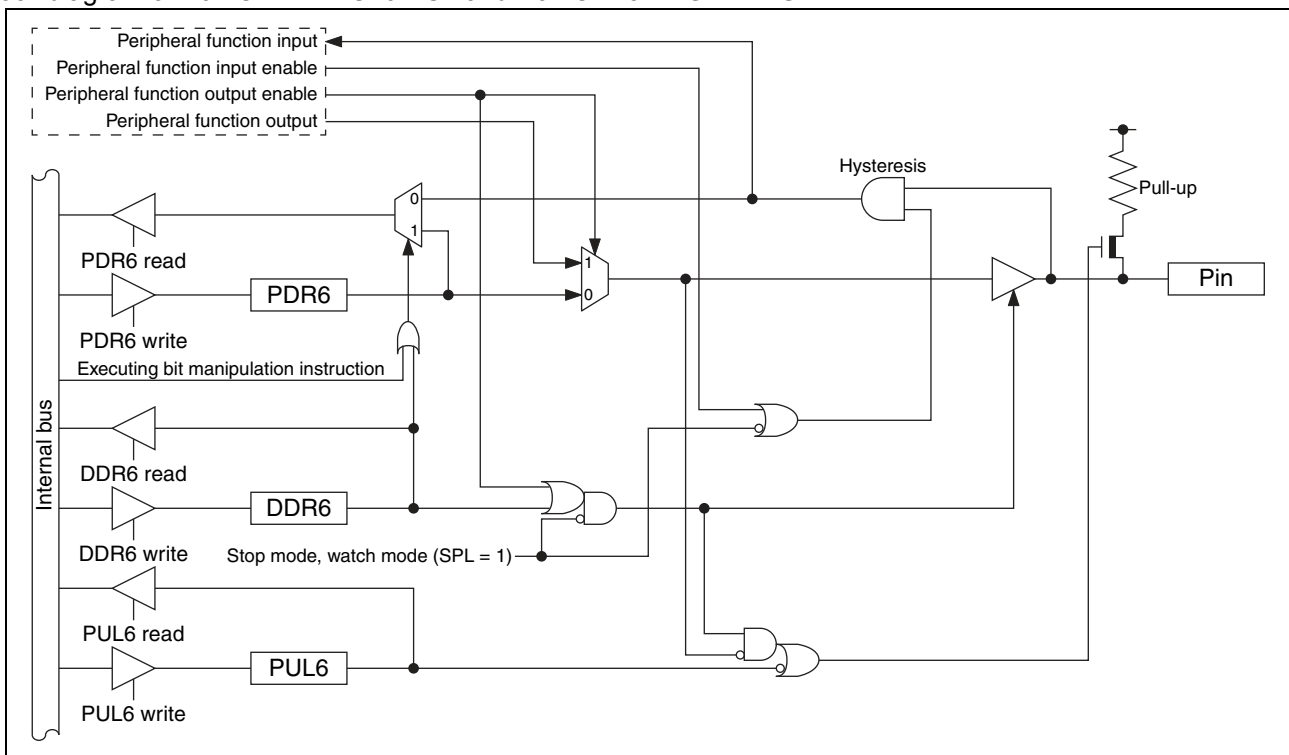 Peripheral function input
Peripheral function input enable
Peripheral function output enable
Peripheral function output
Hysteresis
Pull-up
0
1
PDR6 read
1
0
PDR6
Pin
PDR6 write
Executing bit manipulation instruction
Internal bus
DDR6 read
DDR6
DDR6 write
Stop mode, watch mode (SPL = 1)
PUL6 read
PUL6
PUL6 write